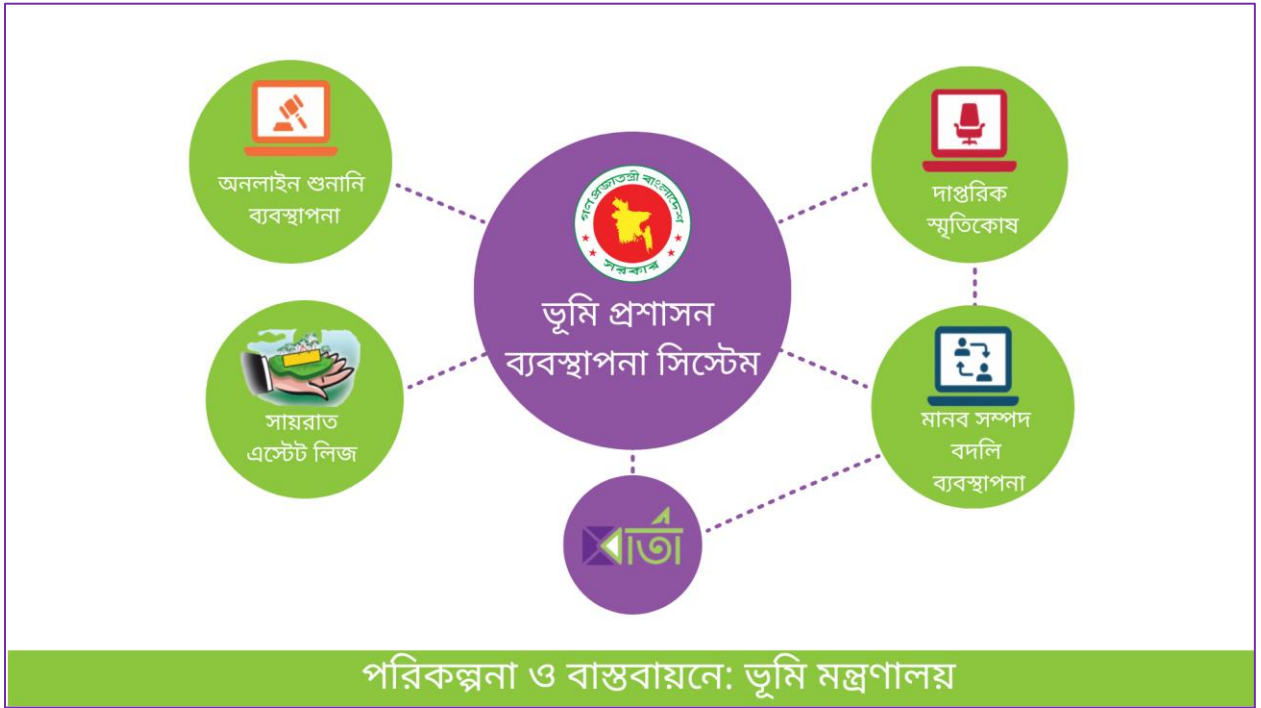 অনলাইন শুনানি
ব্যবস্থাপনা
গণপ্রজাতন্ত্রী বাংলাদেশ
সরকার
ভূমি প্রশাসন
ব্যবস্থাপনা সিস্টেম
দাপ্তরিক
স্মৃতিকোষ
সায়রাত
এস্টেট লিজ
মানব সম্পদ
বদলি
ব্যবস্থাপনা
বার্তা
পরিকল্পনা ও বাস্তবায়নে: ভূমি মন্ত্রণালয়